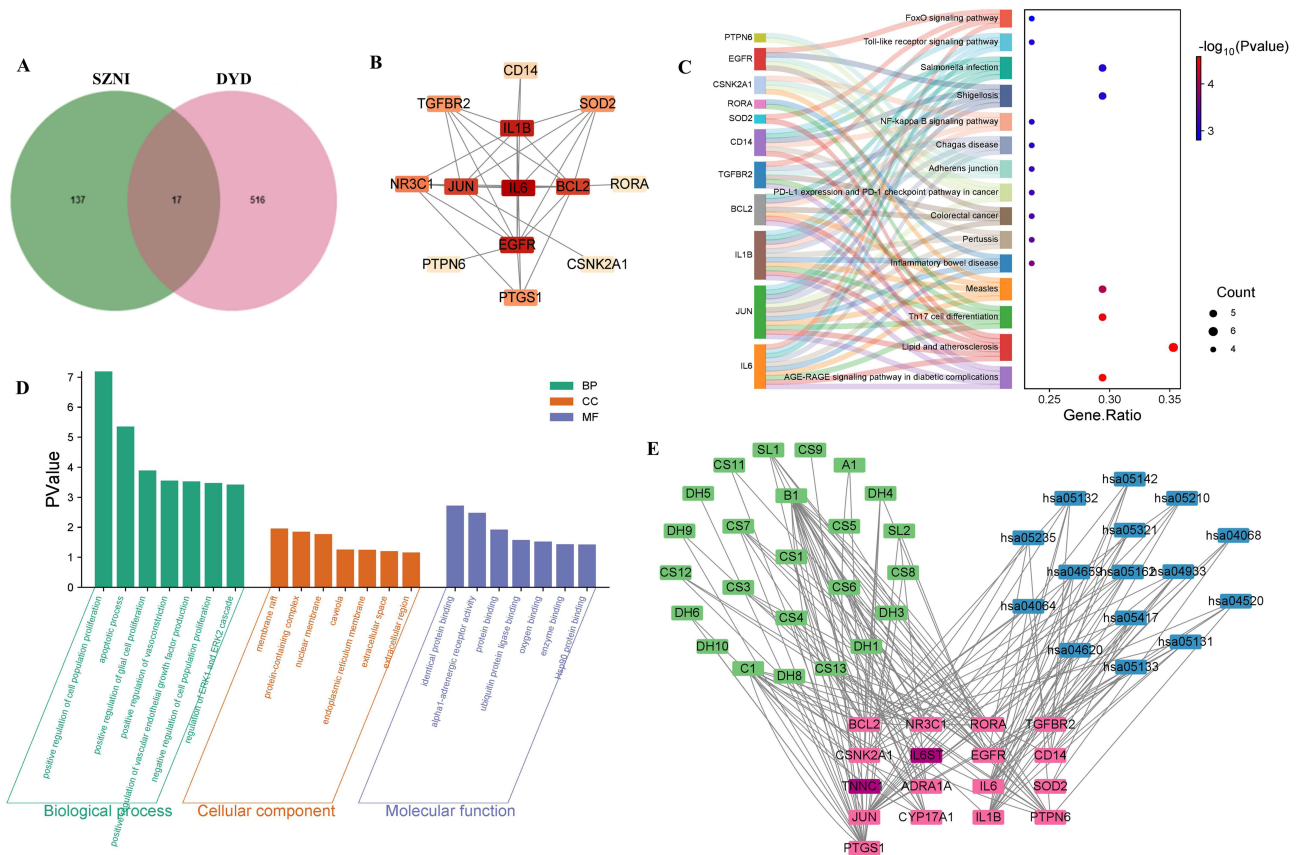 A
SZNI
DYD
137
17
516
B
CD14
TGFBR2
SOD2
IL1B
NR3C1
JUN
IL6
BCL2
RORA
EGFR
PTPN6
CSNK2A1
PTGS1
C
PTPN6
EGFR
CSNK2A1
RORA
SOD2
CD14
TGFBR2
BCL2
IL1B
JUN
IL6
FoxO signaling pathway
Toll-like receptor signaling pathway
Salmonella infection
Shigellosis
NF-kappa B signaling pathway
Chagas disease
Adherens junction
PD-L1 expression and PD-1 checkpoint pathway in cancer
Colorectal cancer
Pertussis
Inflammatory bowel disease
Measles
Th17 cell differentiation
Lipid and atherosclerosis
AGE-RAGE signaling pathway in diabetic complications
0.25
0.30
0.35
Gene.Ratio
-log10(Pvalue)
4
3
Count
5
6
4
D
PValue
7
6
5
4
3
2
1
0
BP
CC
MF
positive regulation of cell population proliferation
apoptotic process
positive regulation of glial cell proliferation
positive regulation of vasoconstriction
positive regulation of vascular endothelial growth factor production
negative regulation of cell population proliferation
regulation of ERK1 and ERK2 cascade
membrane raft
protein-containing complex
nuclear membrane
caveola
endoplasmic reticulum membrane
extracellular space
extracellular region
identical protein binding
alpha1-adrenergic receptor activity
protein binding
ubiquitin protein ligase binding
oxygen binding
enzyme binding
Hsp90 protein binding
Biological process
Cellular component
Molecular function
E
SL1
CS9
CS11
A1
DH5
B1
DH4
DH9
CS7
CS5
SL2
CS12
CS1
CS8
CS3
CS6
DH6
CS4
DH3
DH10
DH1
C1
DH8
CS13
hsa05142
hsa05132
hsa05210
hsa05235
hsa05321
hsa04068
hsa04659
hsa05162
hsa04933
hsa04064
hsa05417
hsa04520
hsa04620
hsa05131
hsa05133
BCL2
NR3C1
RORA
TGFBR2
CSNK2A1
IL6ST
EGFR
CD14
TNNC1
ADRA1A
IL6
SOD2
JUN
CYP17A1
IL1B
PTPN6
PTGS1